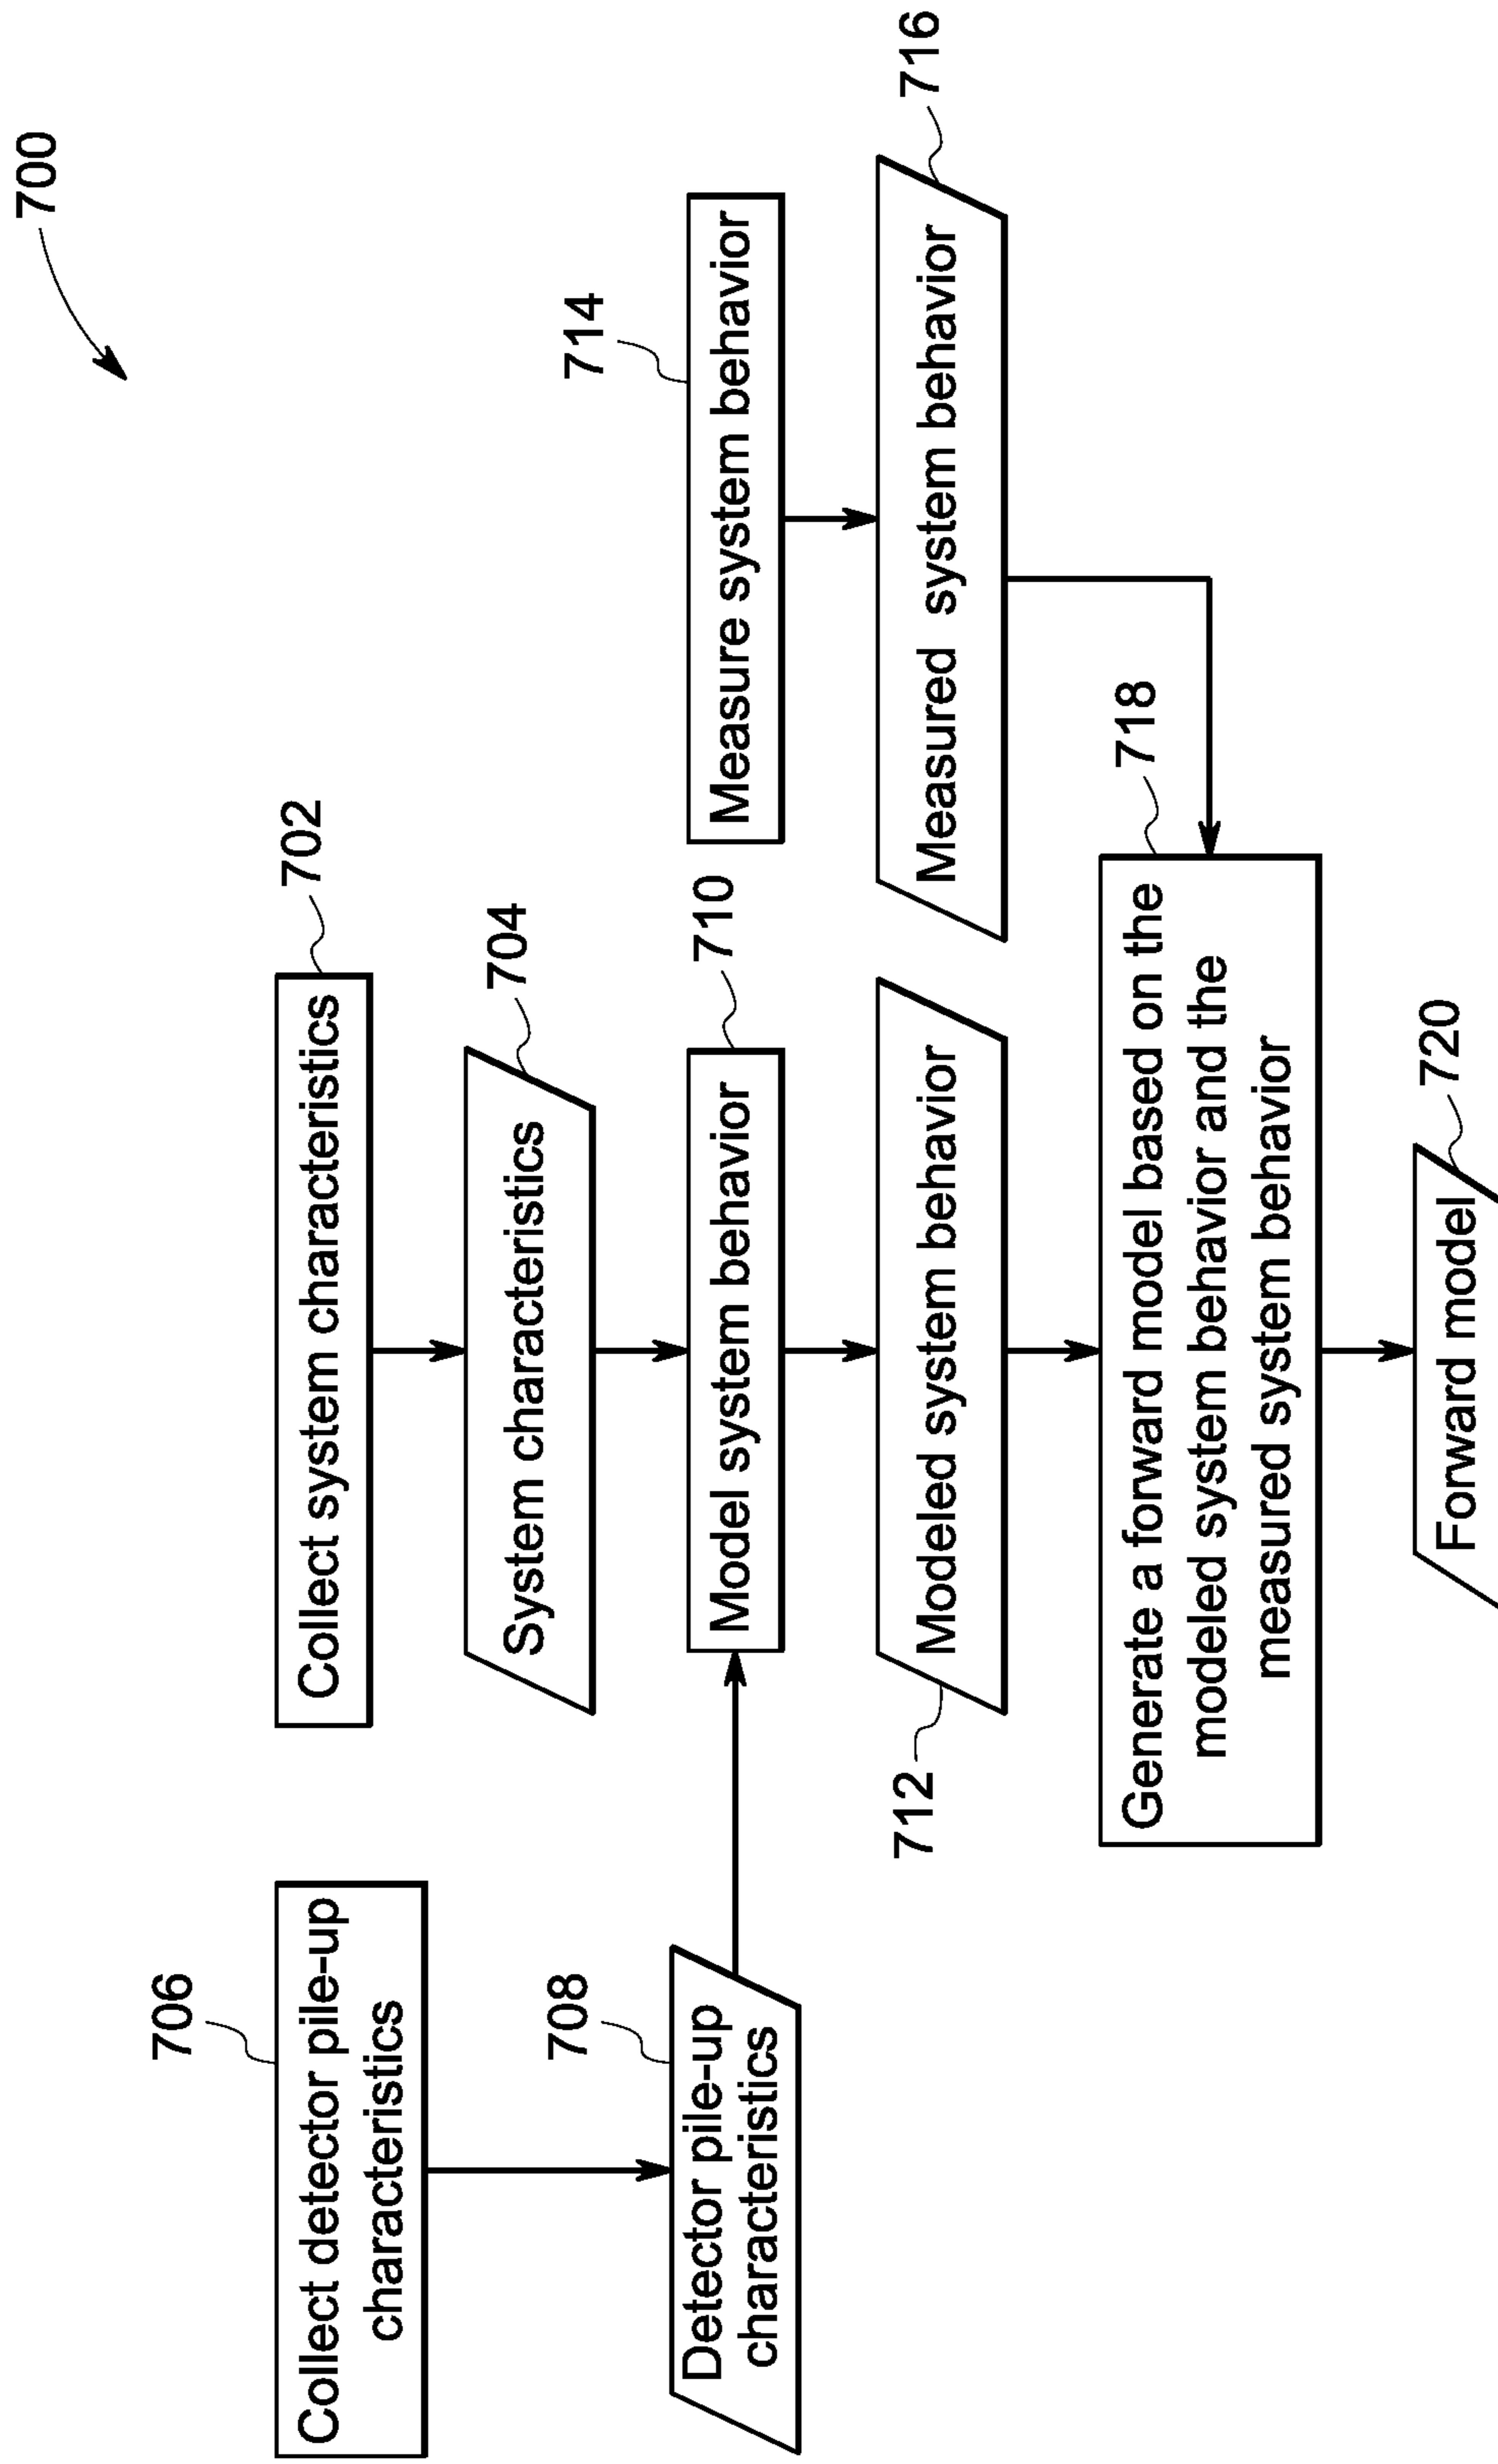 700
706
Collect detector pile-up
characteristics
702
Collect system characteristics
704
System characteristics
708
Detector pile-up
characteristics
710
Model system behavior
714
Measure system behavior
712
Modeled system behavior
716
Measured system behavior
718
Generate a forward model based on the
modeled system behavior and the
measured system behavior
720
Forward model